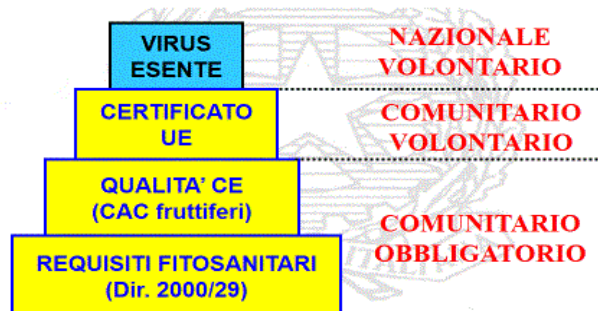 VIRUS
ESENTE
NAZIONALE
VOLONTARIO
CERTIFICATO
UE
COMUNITARIO
VOLONTARIO
QUALITA' CE
(CAC fruttiferi)
COMUNITARIO
OBBLIGATORIO
REQUISITI FITOSANITARI
(Dir. 2000/29)